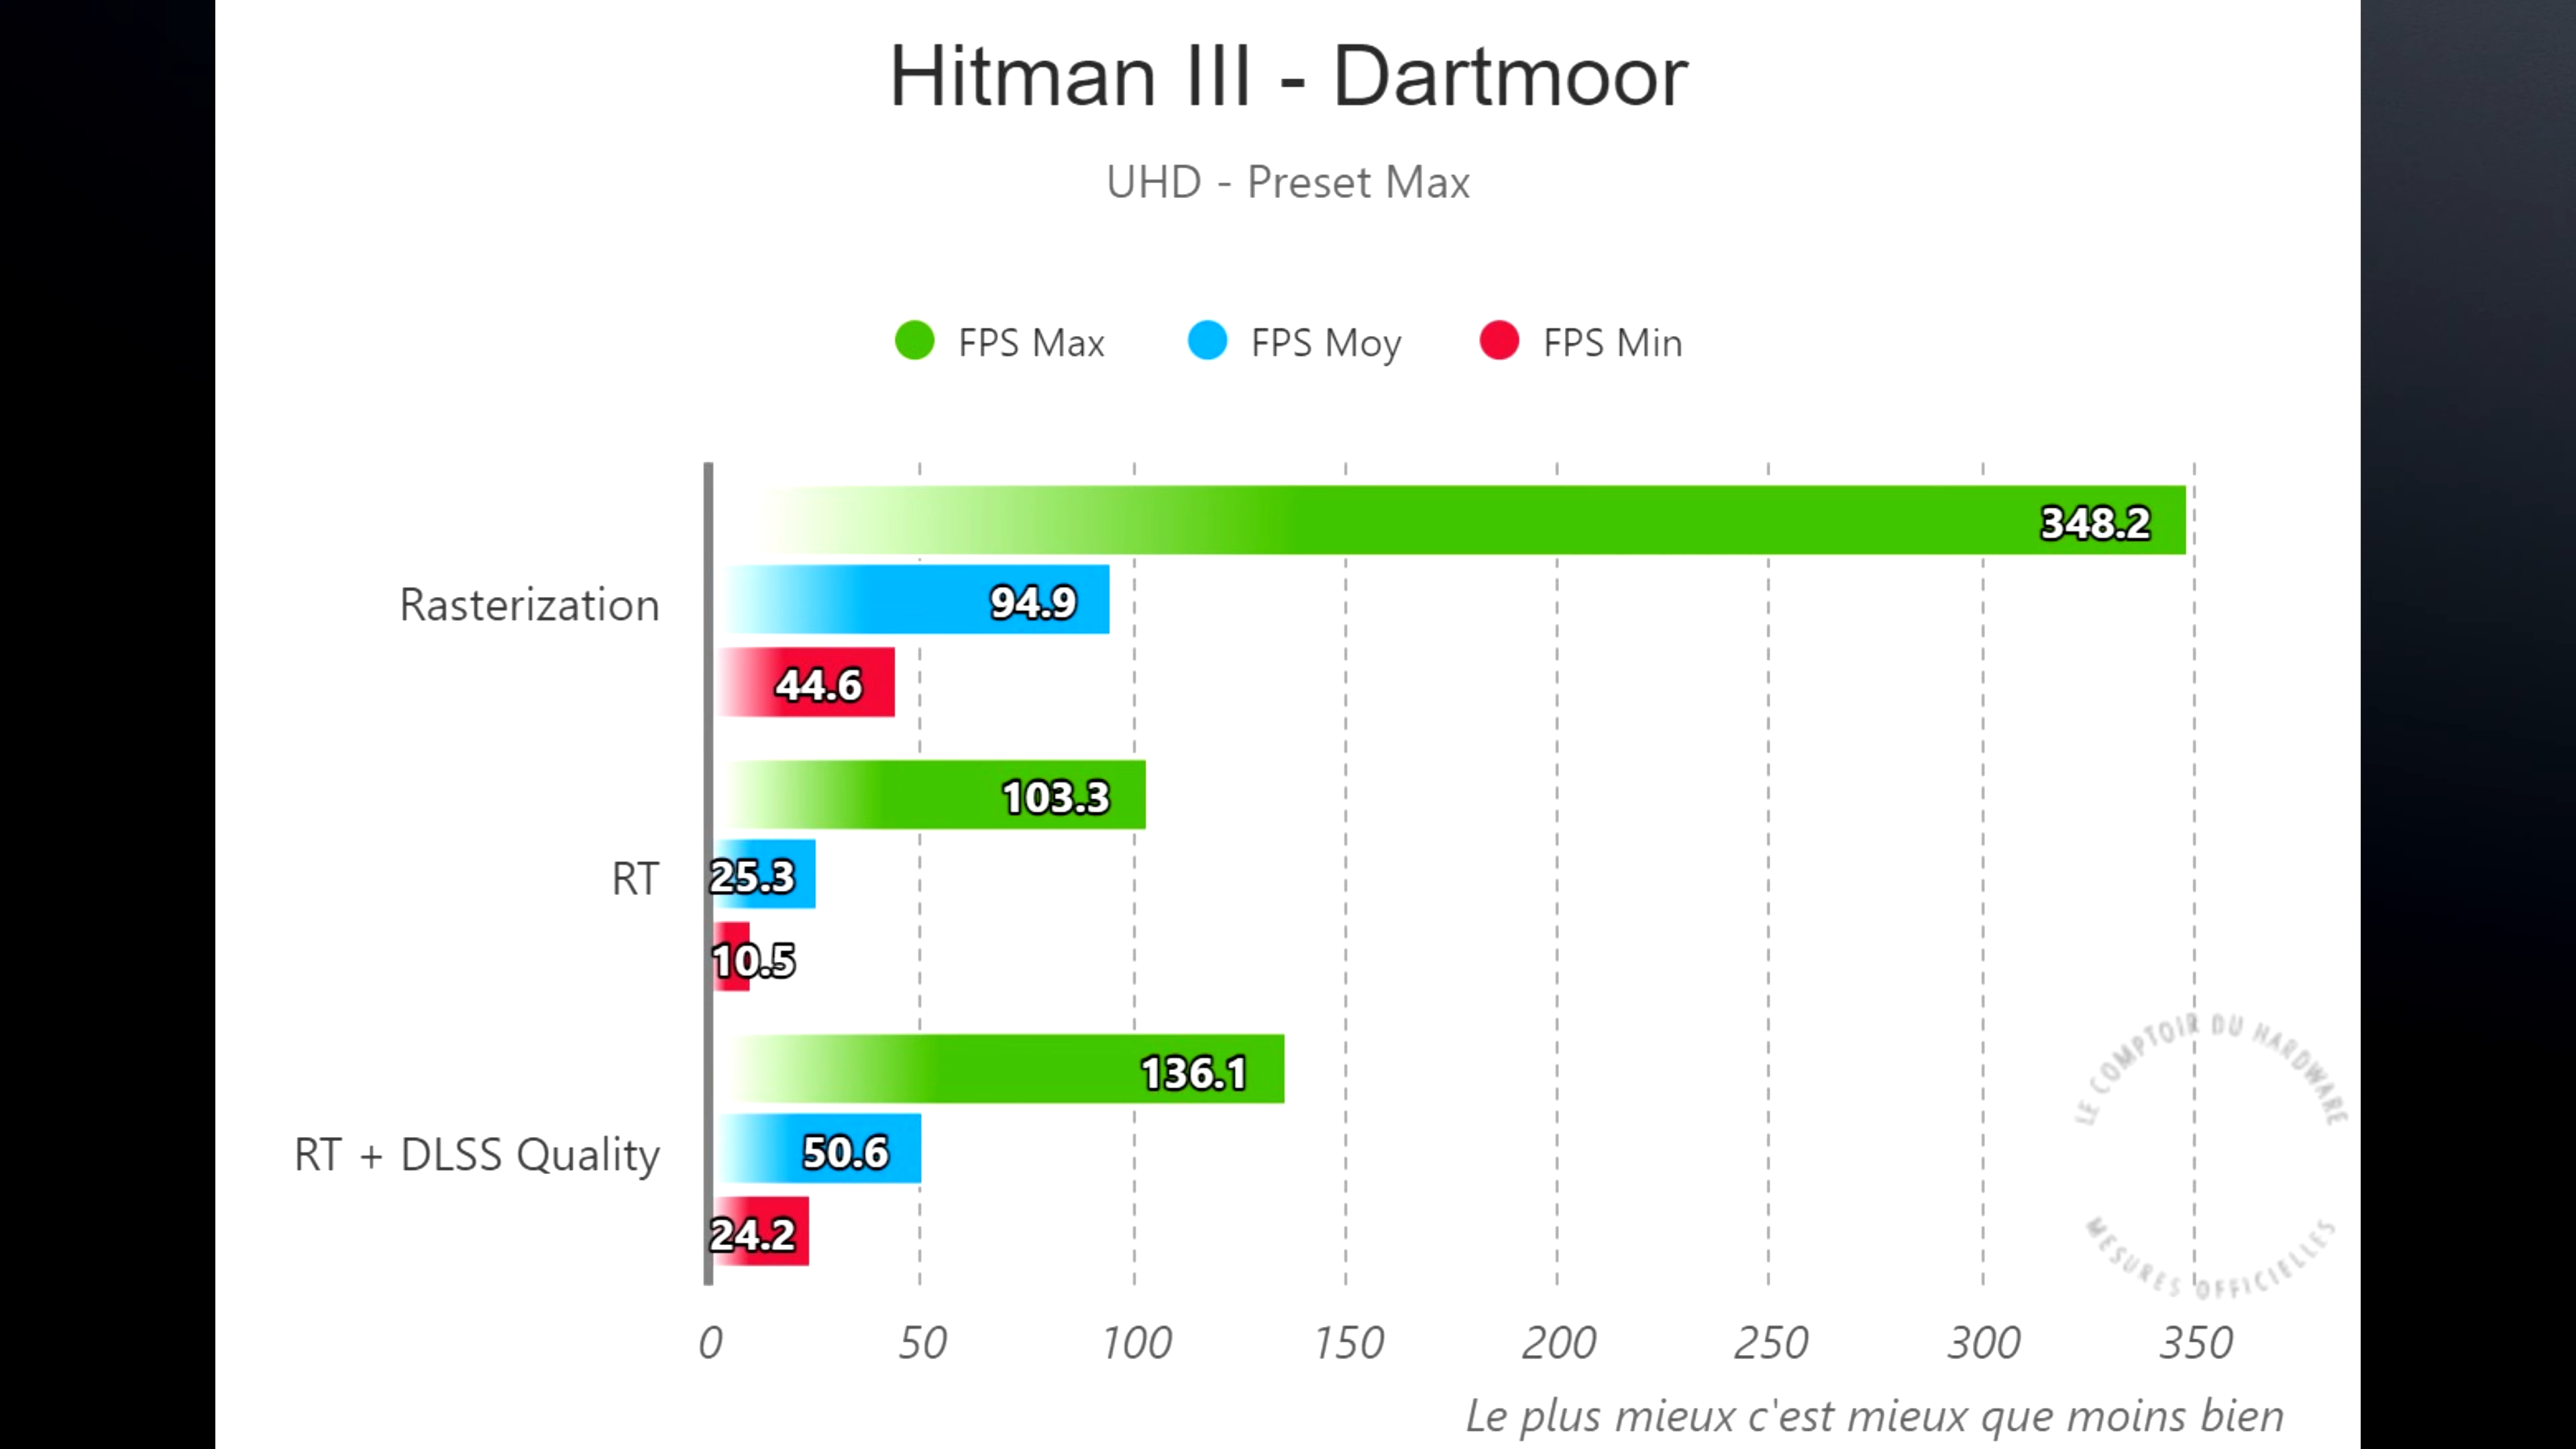 Hitman III - Dartmoor
UHD - Preset Max
FPS Max
FPS Moy
FPS Min
348.2
Rasterization
94.9
44.6
103.3
RT
25.3
10.5
136.1
RT + DLSS Quality
50.6
24.2
LE COMPTOIR DU HARDWARE
MESURES OFFICIELLES
0 50 100 150 200 250 300 350
Le plus mieux c'est mieux que moins bien